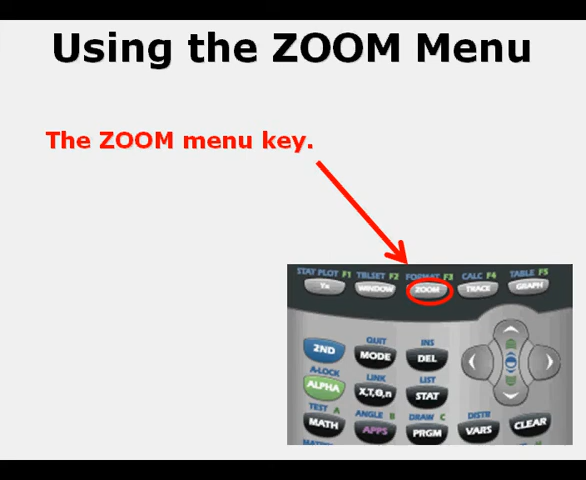 Using the ZOOM Menu
The ZOOM menu key.
STAT PLOT F1 TBLSET F2 FORMAT F3 CALC F4 TABLE F5
Y= WINDOW ZOOM TRACE GRAPH
QUIT INS
2ND MODE DEL
A-LOCK LINK LIST
ALPHA X,T,Θ,n STAT
TEST A ANGLE B DRAW C DISTR
MATH APPS PRGM VARS CLEAR